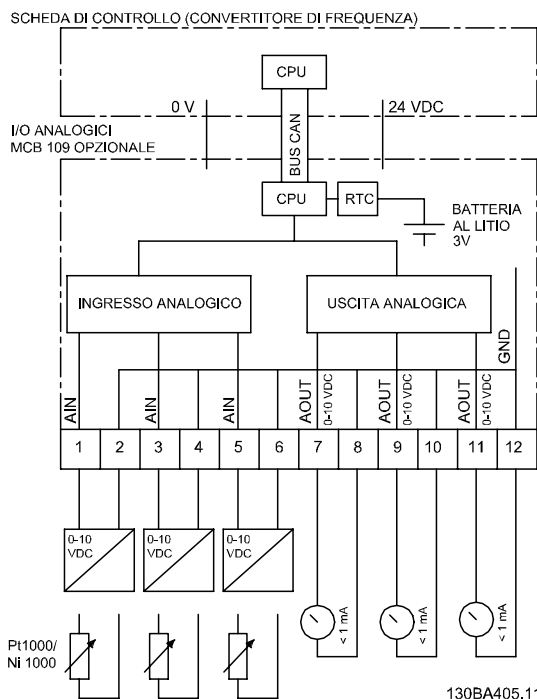 SCHEDA DI CONTROLLO (CONVERTITORE DI FREQUENZA)
CPU
0 V
24 VDC
BUS CAN
I/O ANALOGICI
MCB 109 OPZIONALE
CPU
RTC
BATTERIA
AL LITIO
3V
INGRESSO ANALOGICO
USCITA ANALOGICA
GND
AIN
AIN
AIN
AOUT
0-10 VDC
AOUT
0-10 VDC
AOUT
0-10 VDC
1
2
3
4
5
6
7
8
9
10
11
12
0-10
VDC
0-10
VDC
0-10
VDC
< 1 mA
< 1 mA
< 1 mA
Pt1000/
Ni 1000
130BA405.11